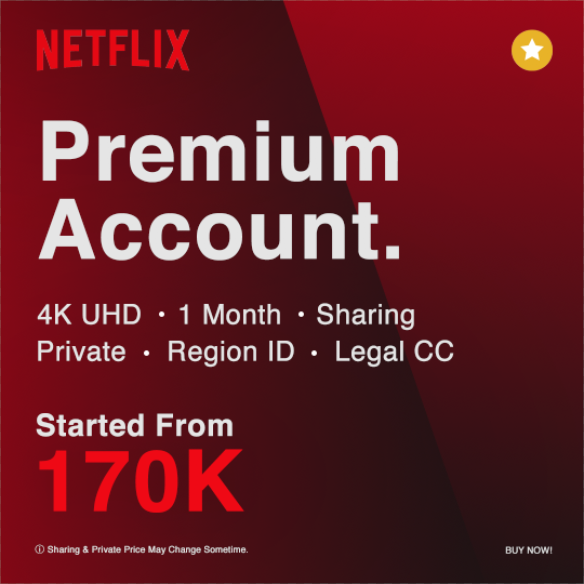 NETFLIX
Premium
Account.
4K UHD • 1 Month • Sharing
Private • Region ID • Legal CC
Started From
170K
ⓘ Sharing & Private Price May Change Sometime.
BUY NOW!